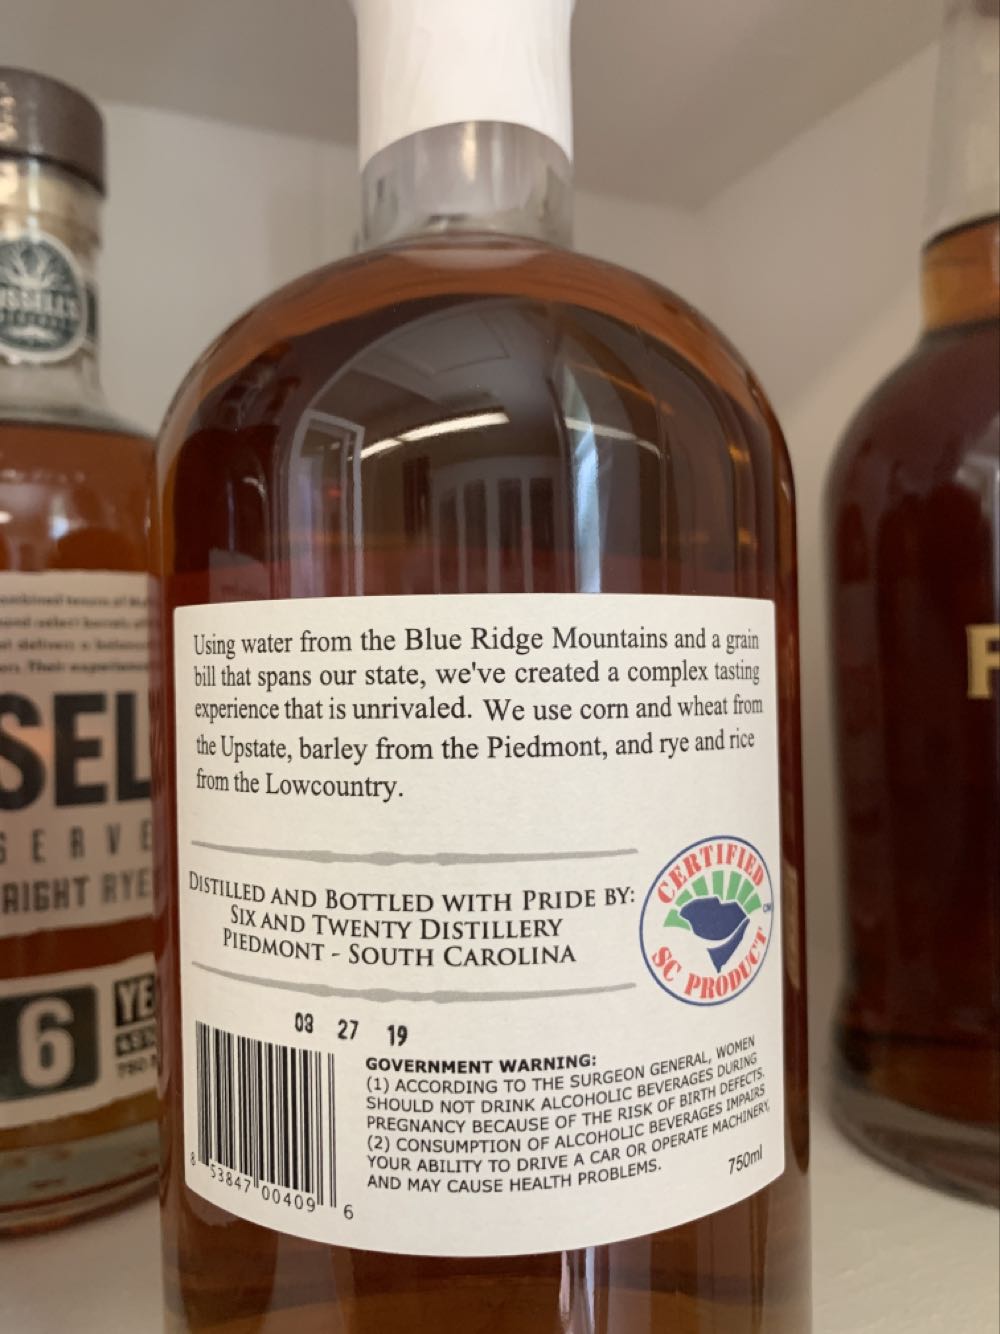 Using water from the Blue Ridge Mountains and a grain
bill that spans our state, we've created a complex tasting
experience that is unrivaled. We use corn and wheat from
the Upstate, barley from the Piedmont, and rye and rice
from the Lowcountry.
DISTILLED AND BOTTLED WITH PRIDE BY:
SIX AND TWENTY DISTILLERY
PIEDMONT - SOUTH CAROLINA
CERTIFIED
SC PRODUCT
CM
03 27 19
GOVERNMENT WARNING:
(1) ACCORDING TO THE SURGEON GENERAL, WOMEN
SHOULD NOT DRINK ALCOHOLIC BEVERAGES DURING
PREGNANCY BECAUSE OF THE RISK OF BIRTH DEFECTS.
(2) CONSUMPTION OF ALCOHOLIC BEVERAGES IMPAIRS
YOUR ABILITY TO DRIVE A CAR OR OPERATE MACHINERY,
AND MAY CAUSE HEALTH PROBLEMS.
750ml
8 53847 00409 6
SEL
SERVE
RIGHT RYE
6 YE
F